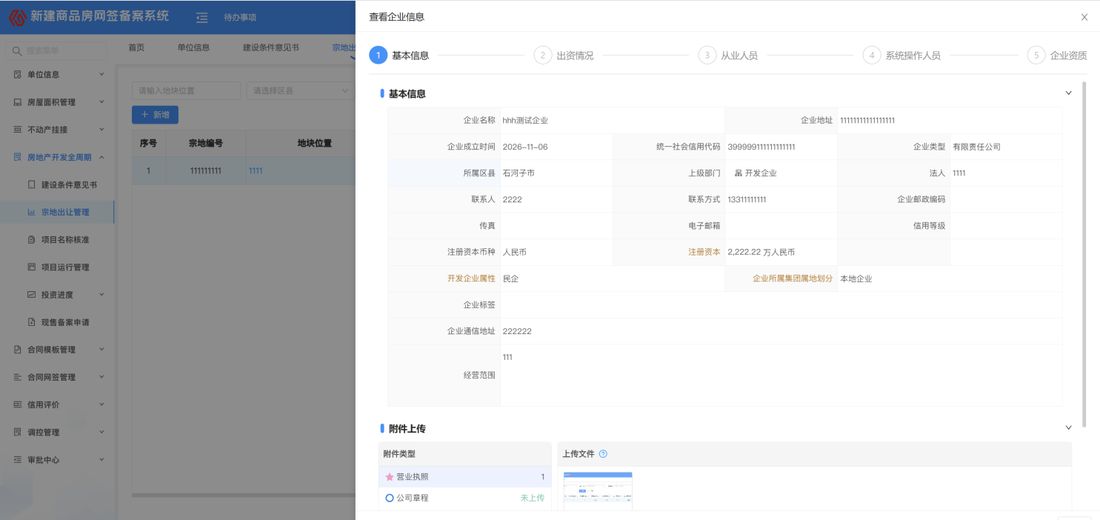 新建商品房网签备案系统
待办事项
查看企业信息
搜索菜单
首页
单位信息
建设条件意见书
宗地出
1 基本信息
2 出资情况
3 从业人员
4 系统操作人员
5 企业资质
单位信息
房屋面积管理
不动产挂接
房地产开发全周期
建设条件意见书
宗地出让管理
项目名称核准
项目运行管理
投资进度
现售备案申请
合同模板管理
合同网签管理
信用评价
调控管理
审批中心
请输入地块位置
请选择区县
+ 新增
序号 宗地编号 地块位置
1 111111111 1111
基本信息
企业名称 hhh测试企业 企业地址 11111111111111111
企业成立时间 2026-11-06 统一社会信用代码 399999111111111111 企业类型 有限责任公司
所属区县 石河子市 上级部门 开发企业 法人 1111
联系人 2222 联系方式 13311111111 企业邮政编码
传真 电子邮箱 信用等级
注册资本币种 人民币 注册资本 2,222.22 万人民币
开发企业属性 民企 企业所属集团属地划分 本地企业
企业标签
企业通信地址 222222
经营范围 111
附件上传
附件类型 上传文件
营业执照 1
公司章程 未上传